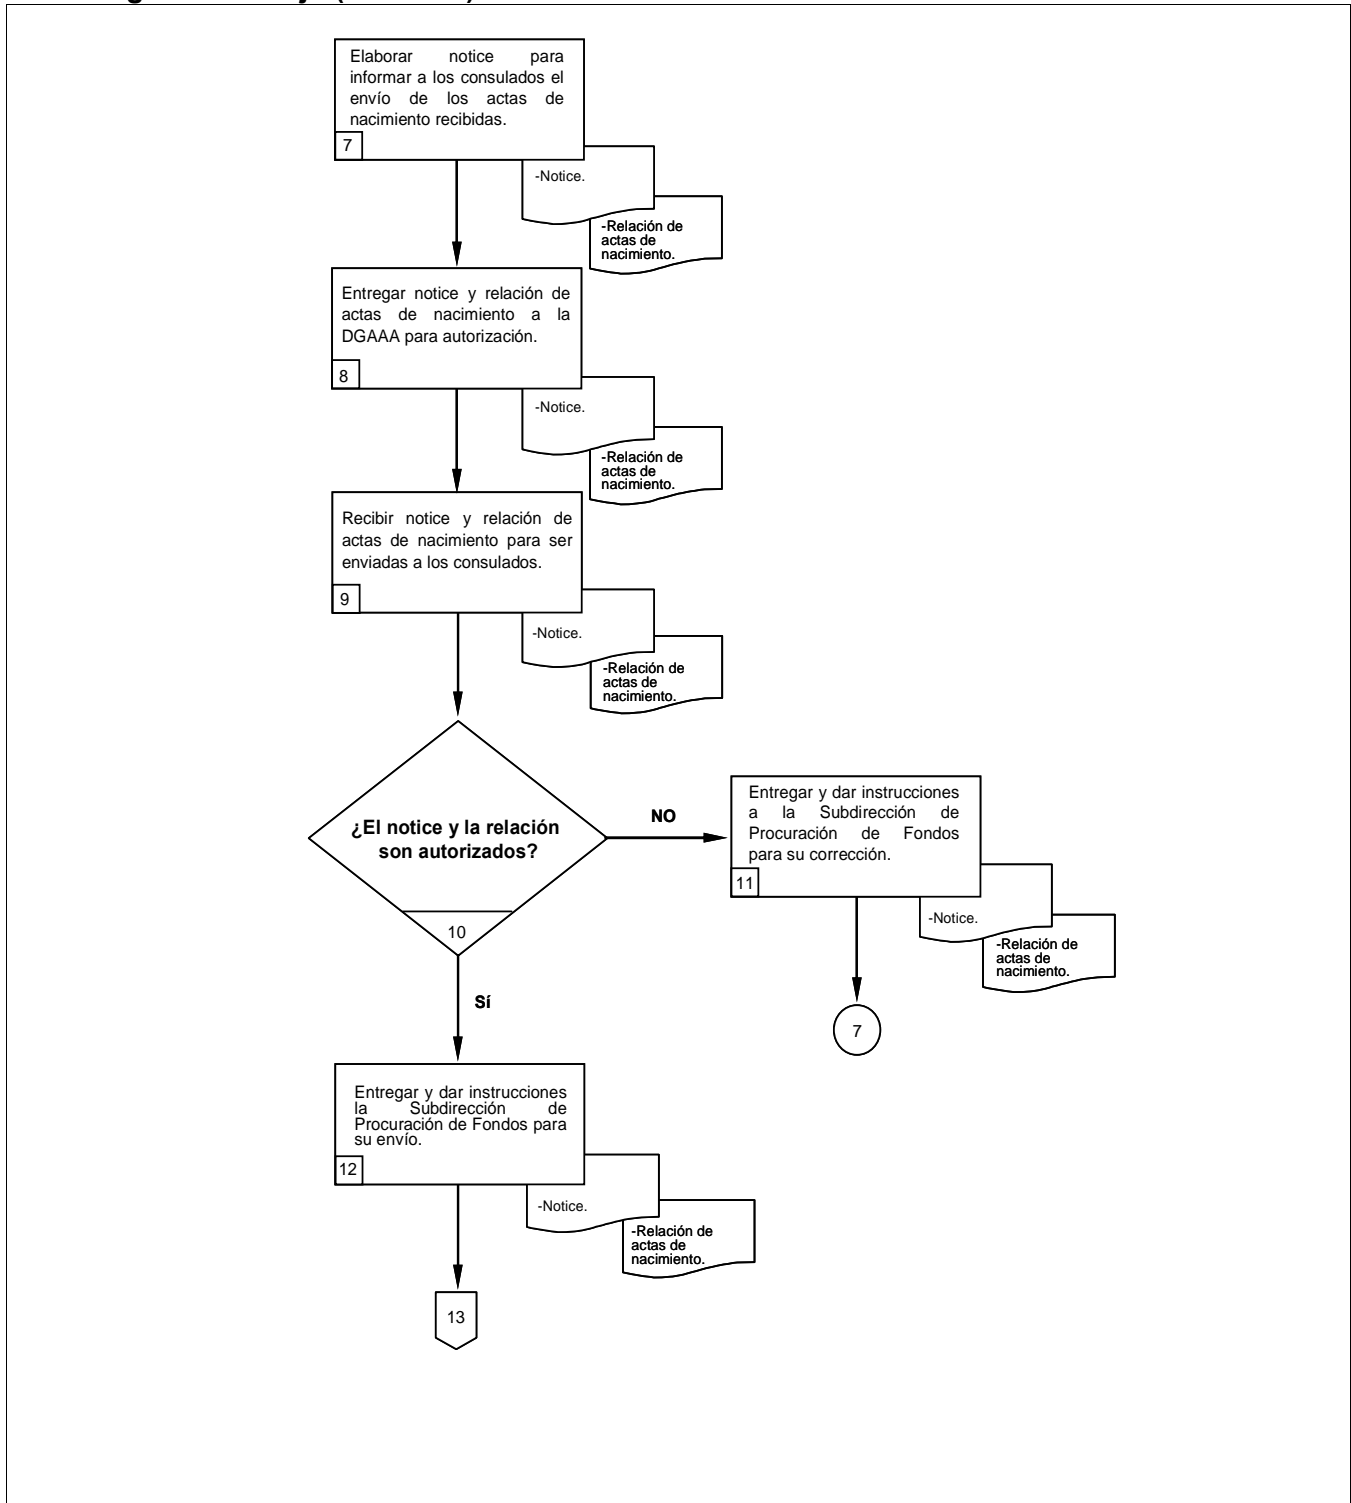 Elaborar notice para
informar a los consulados el
envío de los actas de
nacimiento recibidas.
7
-Notice.
-Relación de
actas de
nacimiento.
Entregar notice y relación de
actas de nacimiento a la
DGAAA para autorización.
8
-Notice.
-Relación de
actas de
nacimiento.
Recibir notice y relación de
actas de nacimiento para ser
enviadas a los consulados.
9
-Notice.
-Relación de
actas de
nacimiento.
¿El notice y la relación
son autorizados?
10
NO
Entregar y dar instrucciones
a la Subdirección de
Procuración de Fondos
para su corrección.
11
-Notice.
-Relación de
actas de
nacimiento.
7
Sí
Entregar y dar instrucciones
la Subdirección de
Procuración de Fondos para
su envío.
12
-Notice.
-Relación de
actas de
nacimiento.
13